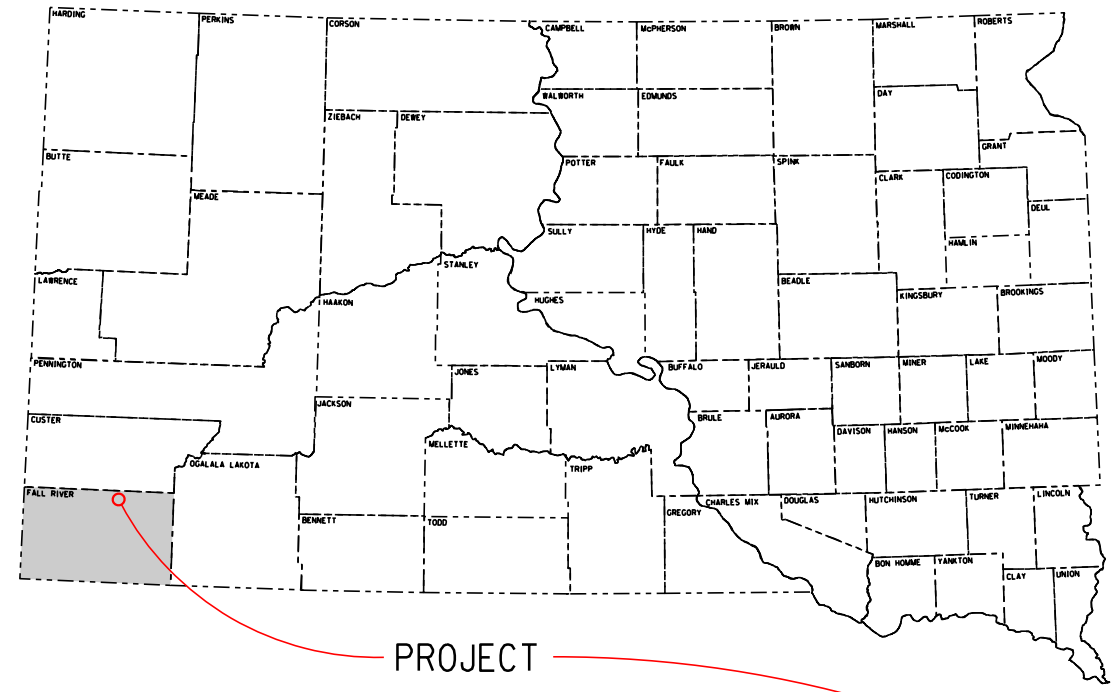 HARDING
PERKINS
CORSON
CAMPBELL
McPHERSON
BROWN
MARSHALL
ROBERTS
WALWORTH
EDMUNDS
DAY
ZIEBACH
DEWEY
GRANT
BUTTE
POTTER
FAULK
SPINK
CLARK
CODINGTON
MEADE
DEUL
SULLY
HYDE
HAND
HAMLIN
STANLEY
LAWRENCE
BEADLE
HAAKON
HUGHES
KINGSBURY
BROOKINGS
PENNINGTON
JONES
LYMAN
BUFFALO
JERAULD
SANBORN
MINER
LAKE
MOODY
JACKSON
CUSTER
BRULE
AURORA
DAVISON
HANSON
McCOOK
MINNEHAHA
MELLETTE
OGALALA LAKOTA
TRIPP
FALL RIVER
CHARLES MIX
DOUGLAS
HUTCHINSON
TURNER
LINCOLN
GREGORY
BENNETT
TODD
BON HOMME
YANKTON
CLAY
UNION
PROJECT